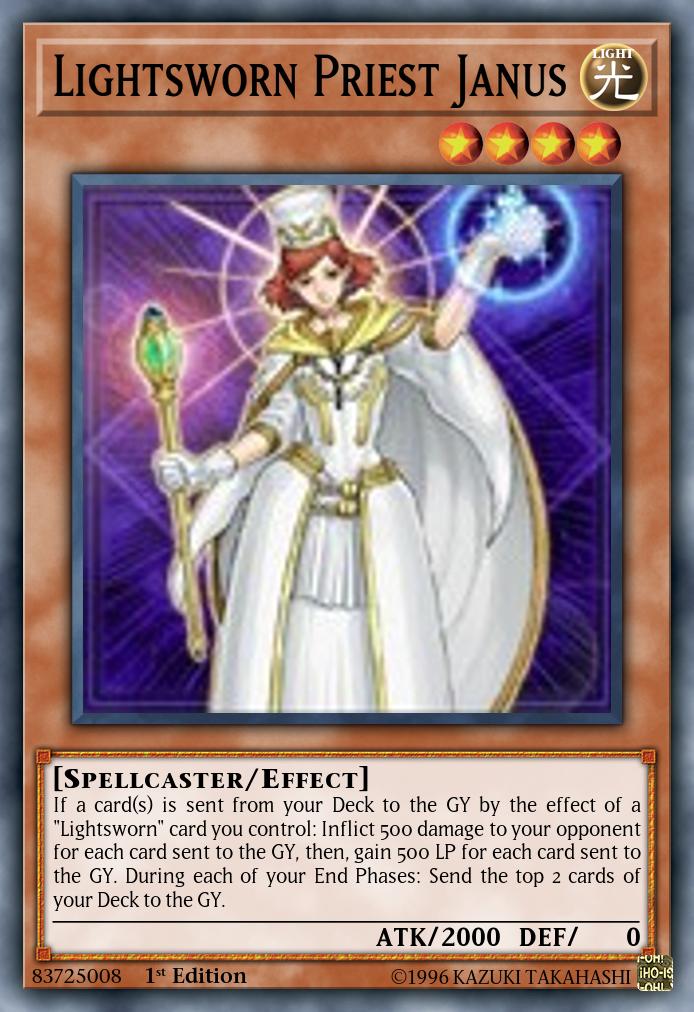 Lightsworn Priest Janus
LIGHT
光
[Spellcaster/Effect]
If a card(s) is sent from your Deck to the GY by the effect of a
"Lightsworn" card you control: Inflict 500 damage to your opponent
for each card sent to the GY, then, gain 500 LP for each card sent to
the GY. During each of your End Phases: Send the top 2 cards of
your Deck to the GY.
ATK/2000 DEF/ 0
83725008 1st Edition ©1996 KAZUKI TAKAHASHI